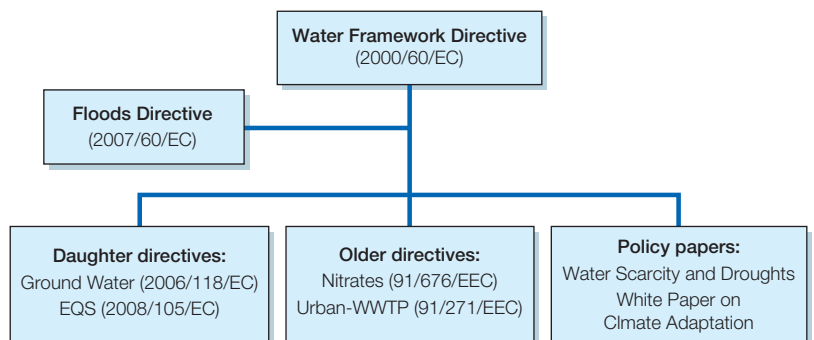 Water Framework Directive
(2000/60/EC)
Floods Directive
(2007/60/EC)
Daughter directives:
Ground Water (2006/118/EC)
EQS (2008/105/EC)
Older directives:
Nitrates (91/676/EEC)
Urban-WWTP (91/271/EEC)
Policy papers:
Water Scarcity and Droughts
White Paper on
Clmate Adaptation